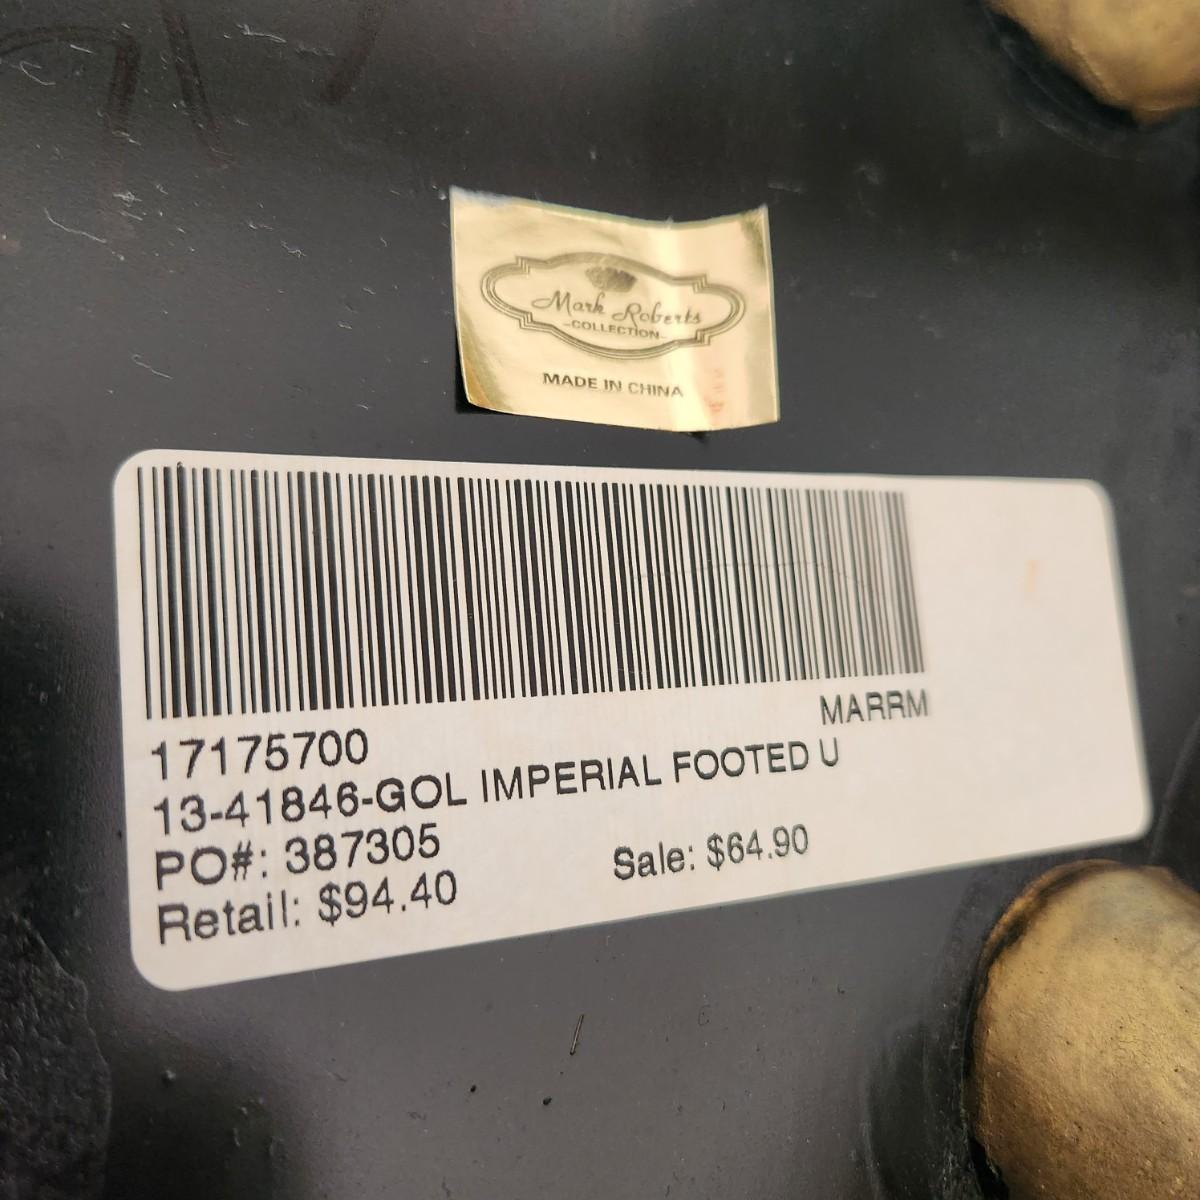 Mark Roberts
-COLLECTION-
MADE IN CHINA
MARRM
17175700
13-41846-GOL IMPERIAL FOOTED U
PO#: 387305
Retail: $94.40 Sale: $64.90